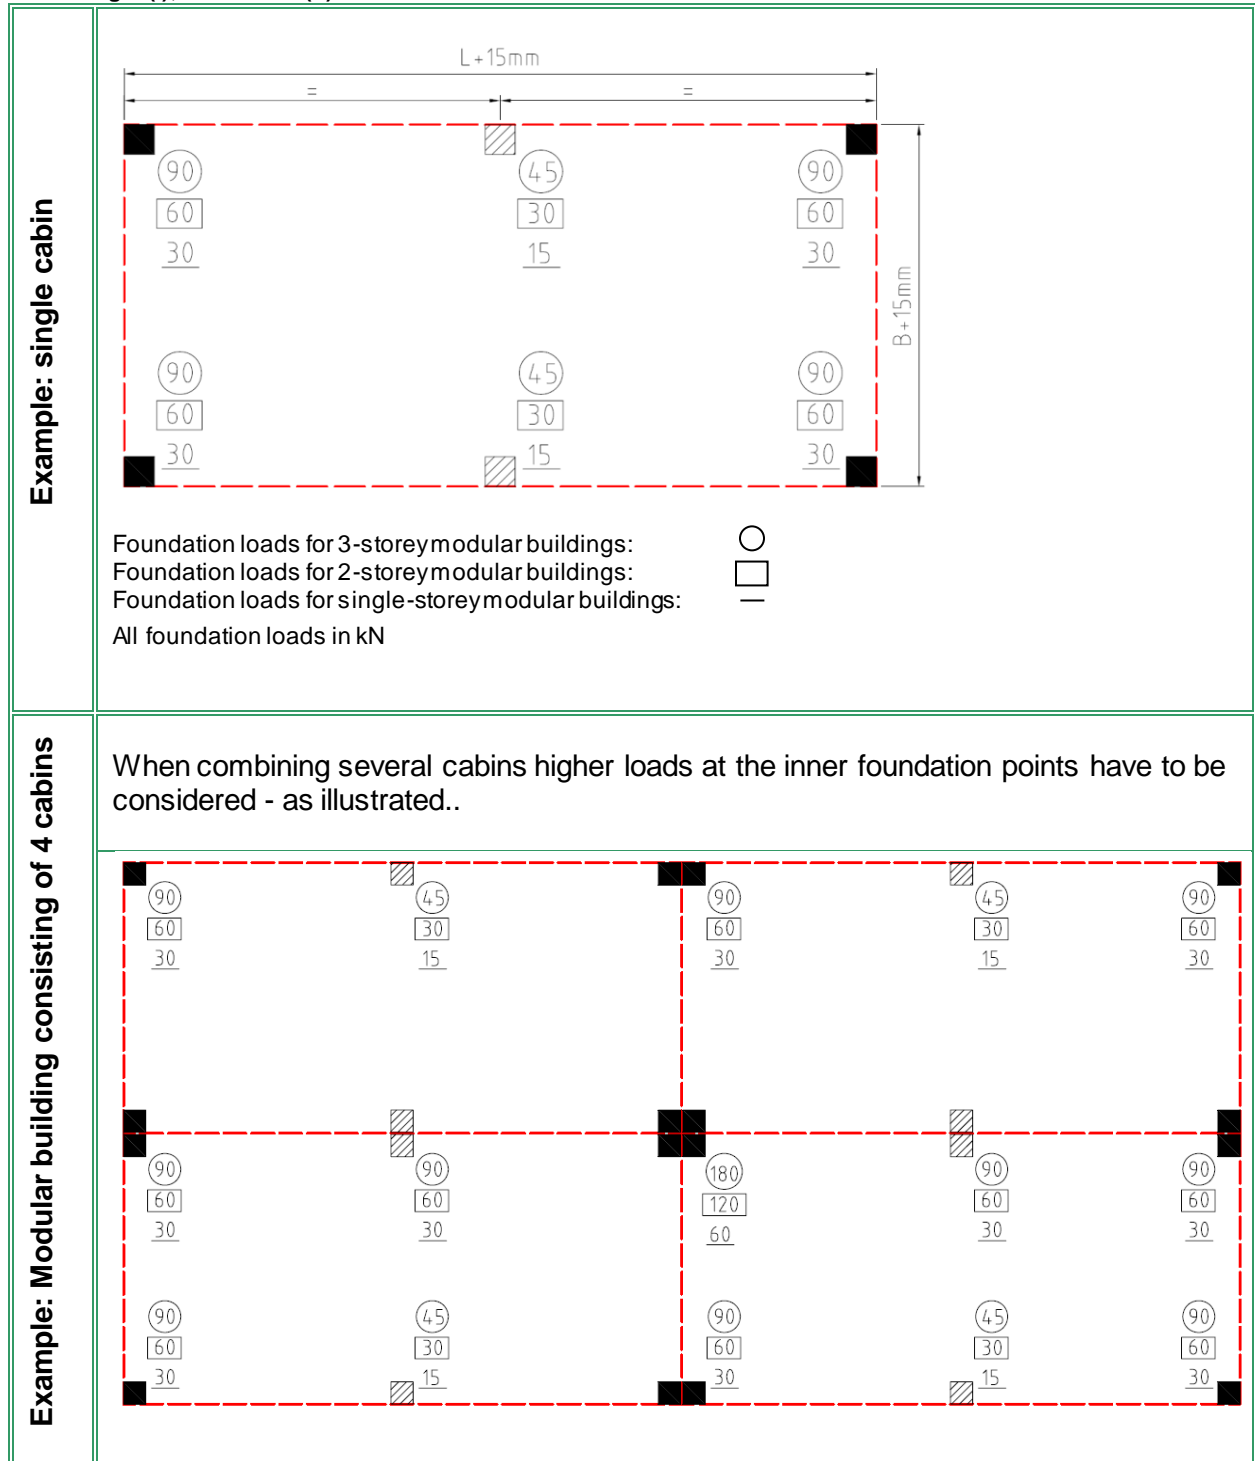 Example: single cabin
L+15mm
= =
90 45 90
60 30 60
30 15 30
B+15mm
90 45 90
60 30 60
30 15 30
Foundation loads for 3-storey modular buildings:
Foundation loads for 2-storey modular buildings:
Foundation loads for single-storey modular buildings:
All foundation loads in kN
Example: Modular building consisting of 4 cabins
When combining several cabins higher loads at the inner foundation points have to be
considered - as illustrated..
90 45 90 45 90
60 30 60 30 60
30 15 30 15 30
90 90 180 90 90
60 60 120 60 60
30 30 60 30 30
90 45 90 45 90
60 30 60 30 60
30 15 30 15 30